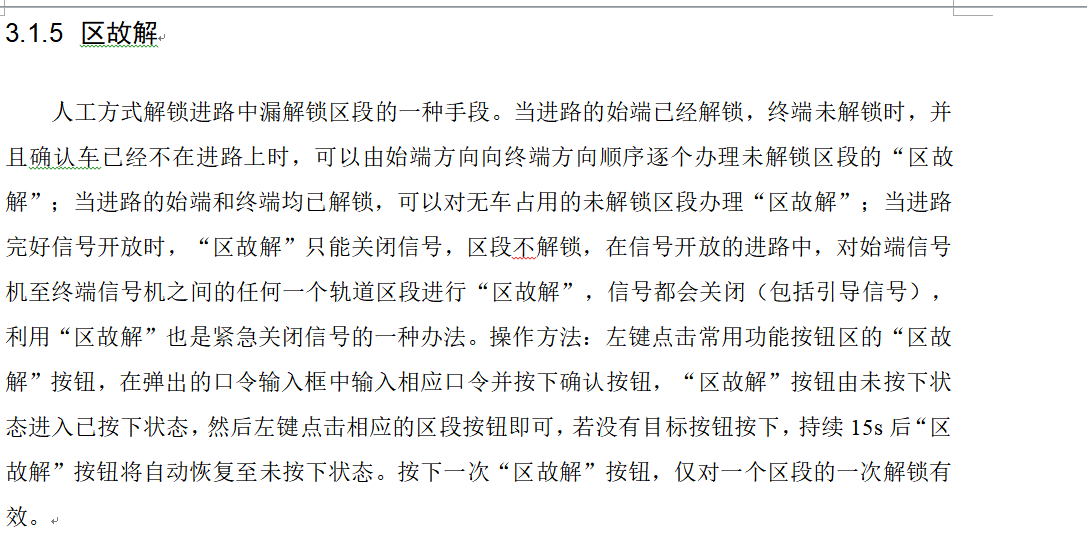 3.1.5 区故解
人工方式解锁进路中漏解锁区段的一种手段。当进路的始端已经解锁，终端未解锁时，并
且确认车已经不在进路上时，可以由始端方向向终端方向顺序逐个办理未解锁区段的“区故
解”；当进路的始端和终端均已解锁，可以对无车占用的未解锁区段办理“区故解”；当进路
完好信号开放时，“区故解”只能关闭信号，区段不解锁，在信号开放的进路中，对始端信号
机至终端信号机之间的任何一个轨道区段进行“区故解”，信号都会关闭（包括引导信号），
利用“区故解”也是紧急关闭信号的一种办法。操作方法：左键点击常用功能按钮区的“区故
解”按钮，在弹出的口令输入框中输入相应口令并按下确认按钮，“区故解”按钮由未按下状
态进入已按下状态，然后左键点击相应的区段按钮即可，若没有目标按钮按下，持续 15s 后“区
故解”按钮将自动恢复至未按下状态。按下一次“区故解”按钮，仅对一个区段的一次解锁有
效。